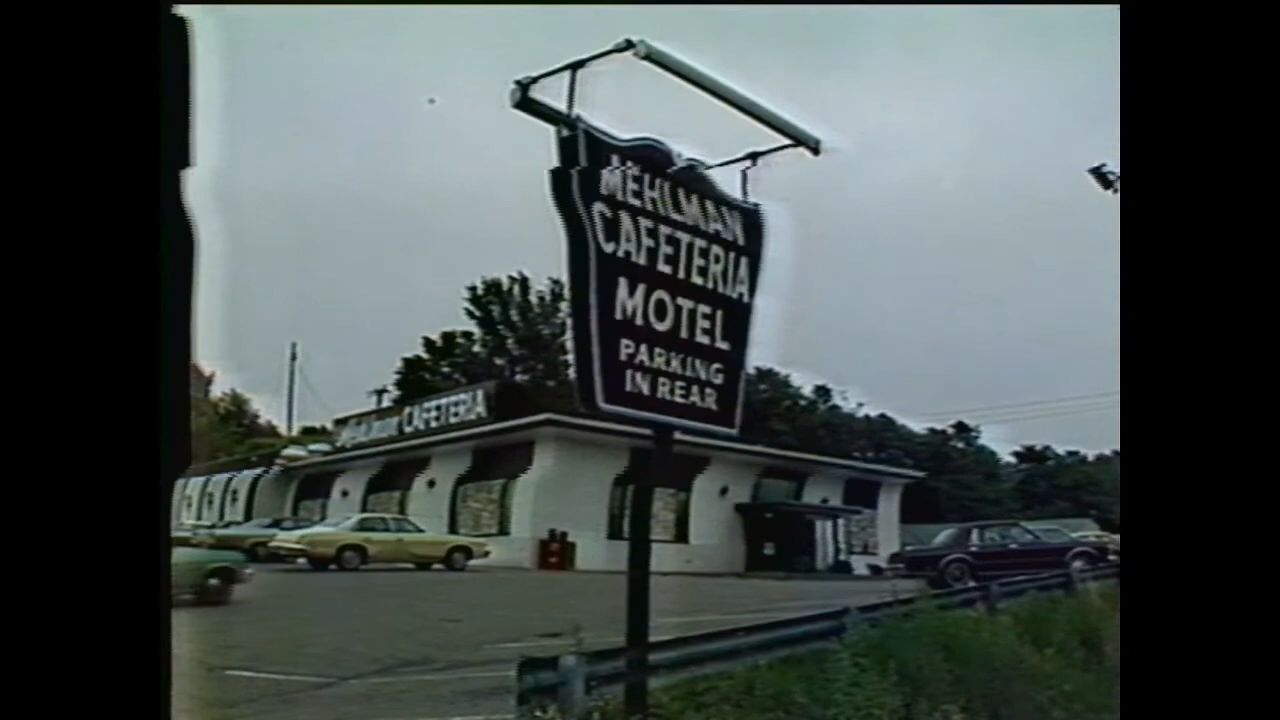 MEHLMAN
CAFETERIA
MOTEL
PARKING
IN REAR
CAFETERIA